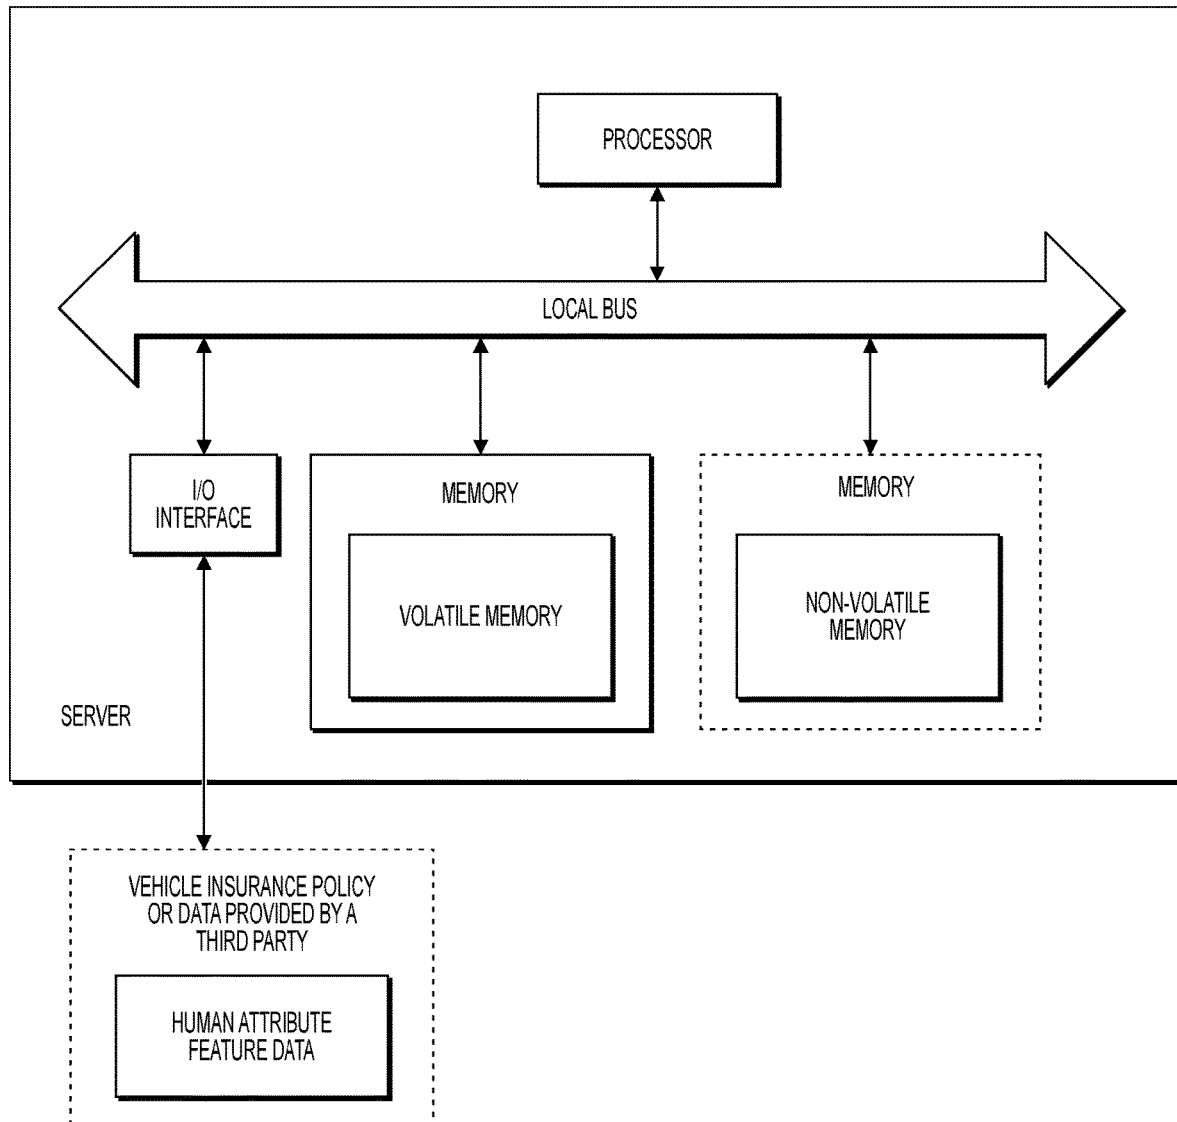 PROCESSOR
LOCAL BUS
I/O
INTERFACE
MEMORY
VOLATILE MEMORY
MEMORY
NON-VOLATILE
MEMORY
SERVER
VEHICLE INSURANCE POLICY
OR DATA PROVIDED BY A
THIRD PARTY
HUMAN ATTRIBUTE
FEATURE DATA